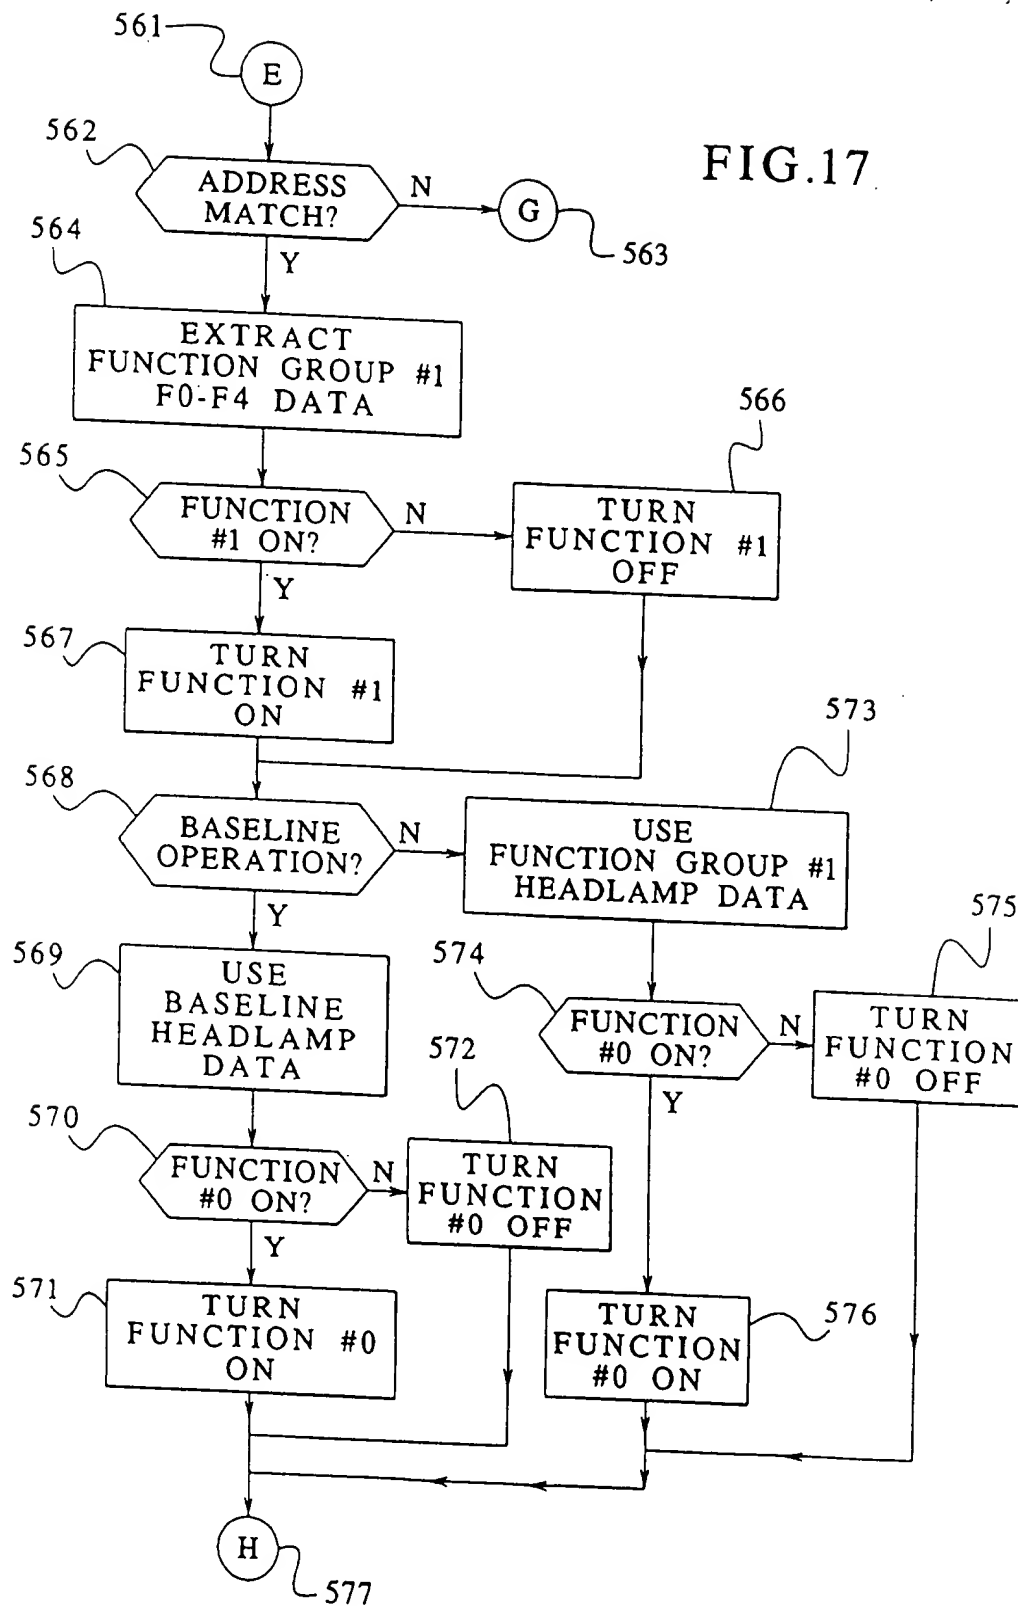 561
E
562
FIG.17
ADDRESS
MATCH?
N
G
563
Y
564
EXTRACT
FUNCTION GROUP #1
F0-F4 DATA
565
FUNCTION
#1 ON?
N
566
TURN
FUNCTION #1
OFF
Y
567
TURN
FUNCTION #1
ON
568
BASELINE
OPERATION?
N
573
USE
FUNCTION GROUP #1
HEADLAMP DATA
Y
569
USE
BASELINE
HEADLAMP
DATA
574
FUNCTION
#0 ON?
N
575
TURN
FUNCTION
#0 OFF
Y
570
FUNCTION
#0 ON?
N
572
TURN
FUNCTION
#0 OFF
Y
571
TURN
FUNCTION #0
ON
TURN
FUNCTION
#0 ON
576
H
577